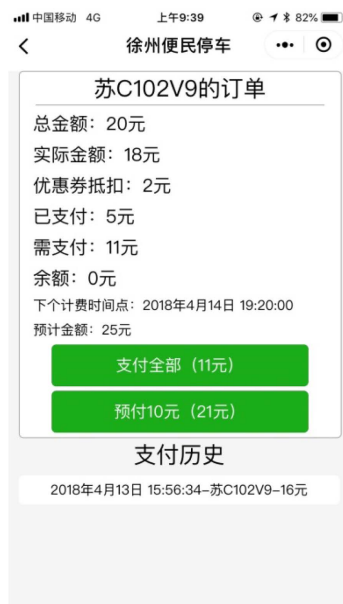 中国移动 4G 上午9:39 82%
徐州便民停车
苏C102V9的订单
总金额：20元
实际金额：18元
优惠券抵扣：2元
已支付：5元
需支付：11元
余额：0元
下个计费时间点：2018年4月14日 19:20:00
预计金额：25元
支付全部（11元）
预付10元（21元）
支付历史
2018年4月13日 15:56:34-苏C102V9-16元